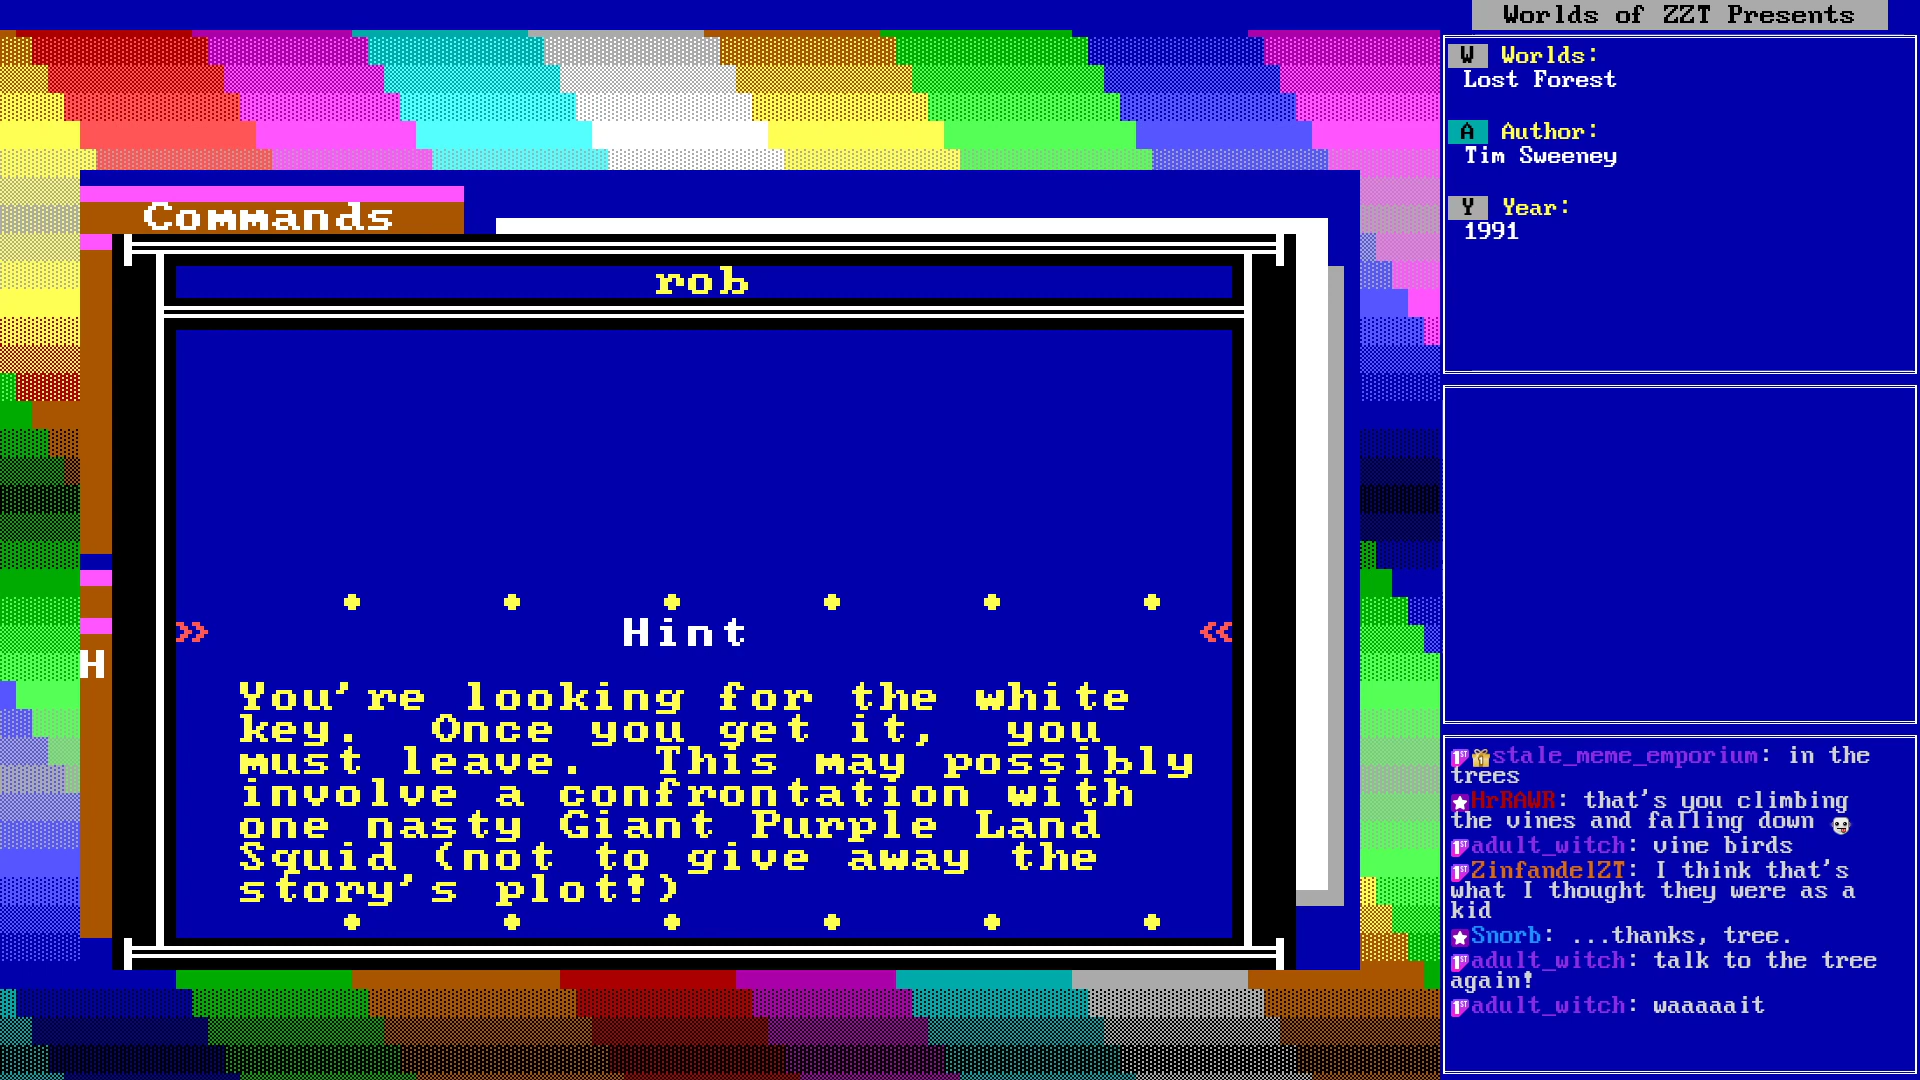 Commands
rob
Hint
You're looking for the white
key.  Once you get it,  you
must leave.  This may possibly
involve a confrontation with
one nasty Giant Purple Land
Squid (not to give away the
story's plot!)
H
Worlds of ZZT Presents
W Worlds:
Lost Forest
A Author:
Tim Sweeney
Y Year:
1991
stale_meme_emporium: in the
trees
HrRAWR: that's you climbing
the vines and falling down
adult_witch: vine birds
ZinfandelZT: I think that's
what I thought they were as a
kid
Snorb: ...thanks, tree.
adult_witch: talk to the tree
again!
adult_witch: waaaaait